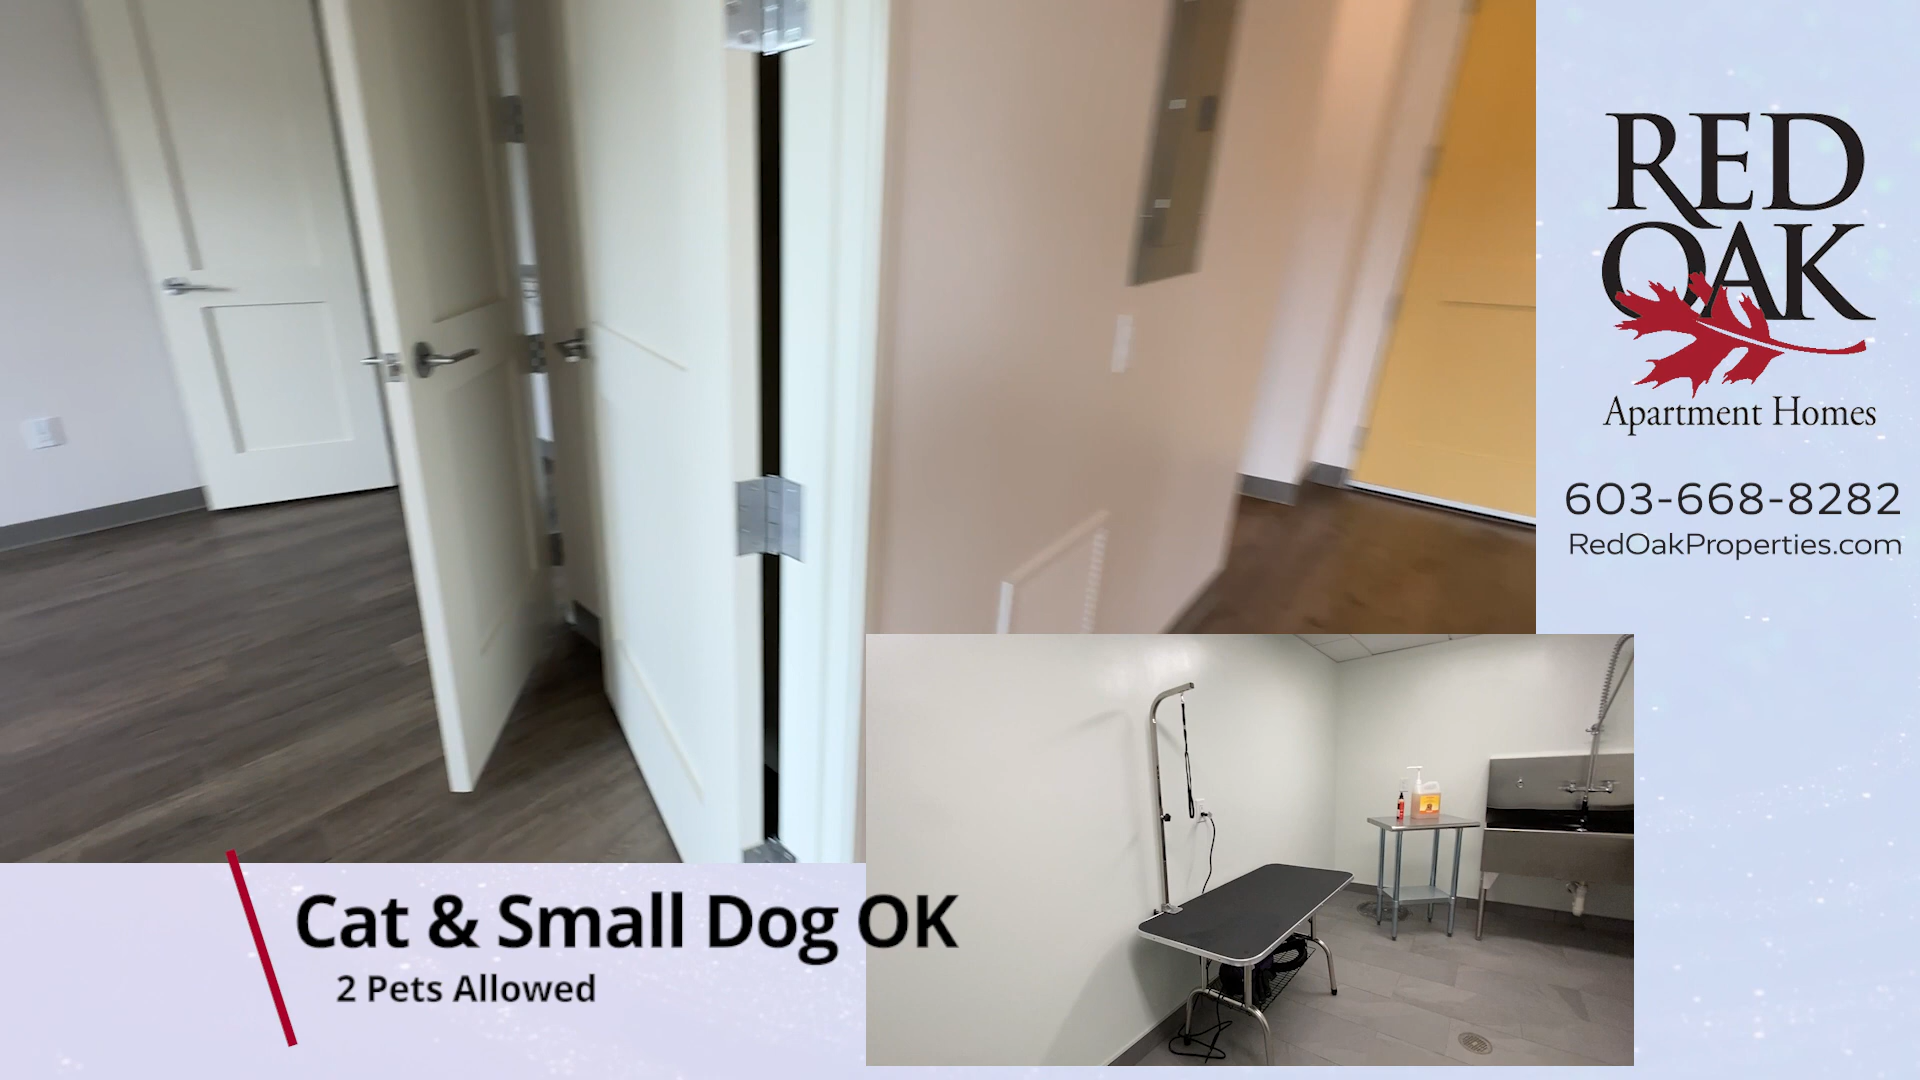 RED
OAK
Apartment Homes
603-668-8282
RedOakProperties.com
Cat & Small Dog OK
2 Pets Allowed